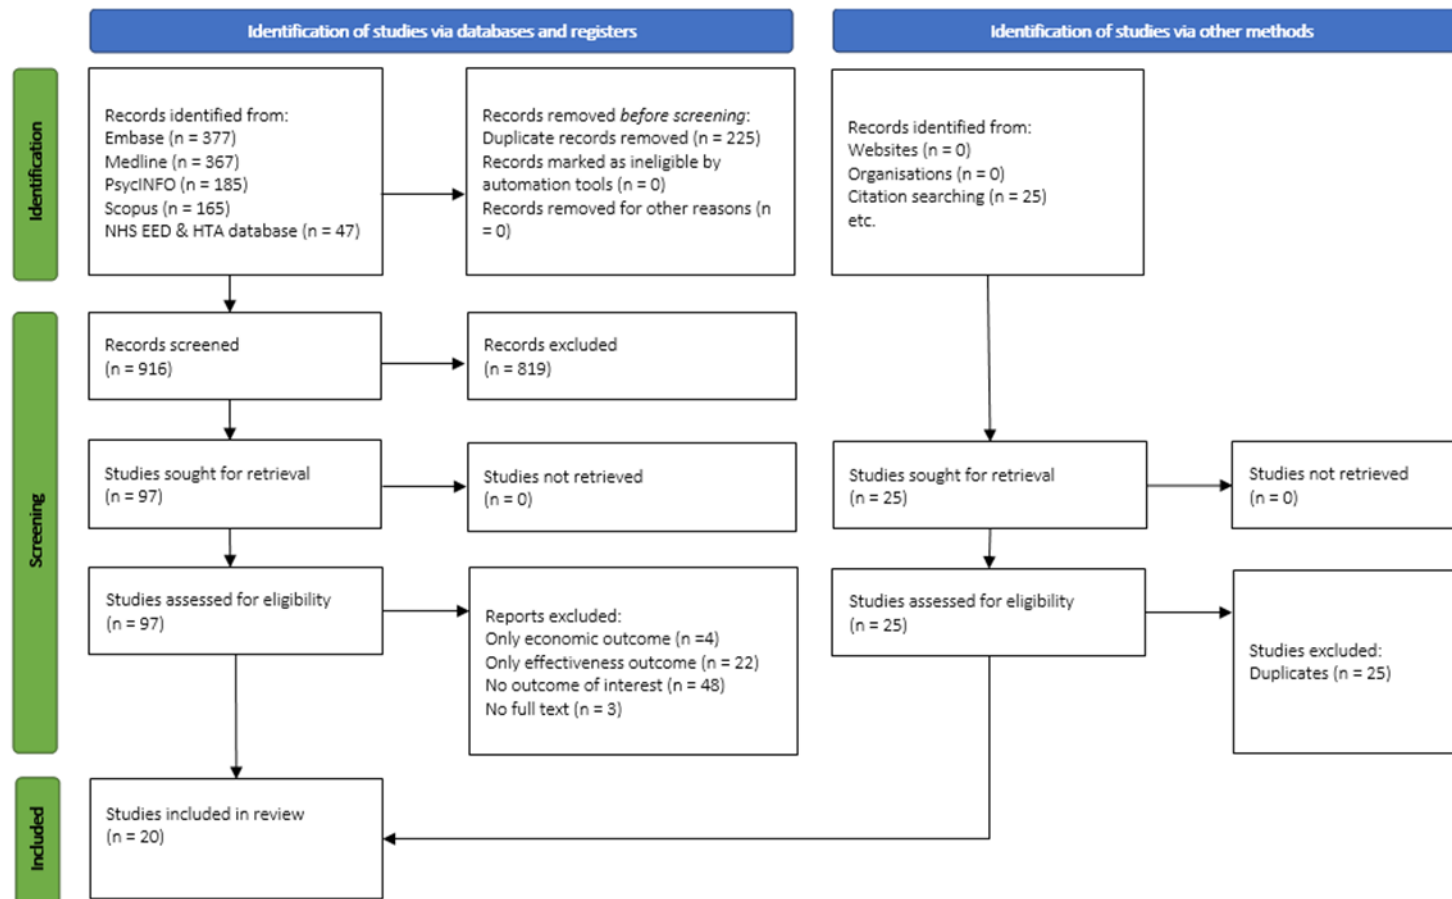 Identification of studies via databases and registers
Identification of studies via other methods
Identification
Records identified from:
Embase (n = 377)
Medline (n = 367)
PsycINFO (n = 185)
Scopus (n = 165)
NHS EED & HTA database (n = 47)
Records removed before screening:
Duplicate records removed (n = 225)
Records marked as ineligible by
automation tools (n = 0)
Records removed for other reasons (n
= 0)
Records identified from:
Websites (n = 0)
Organisations (n = 0)
Citation searching (n = 25)
etc.
Screening
Records screened
(n = 916)
Records excluded
(n = 819)
Studies sought for retrieval
(n = 97)
Studies not retrieved
(n = 0)
Studies sought for retrieval
(n = 25)
Studies not retrieved
(n = 0)
Studies assessed for eligibility
(n = 97)
Reports excluded:
Only economic outcome (n =4)
Only effectiveness outcome (n = 22)
No outcome of interest (n = 48)
No full text (n = 3)
Studies assessed for eligibility
(n = 25)
Studies excluded:
Duplicates (n = 25)
Included
Studies included in review
(n = 20)